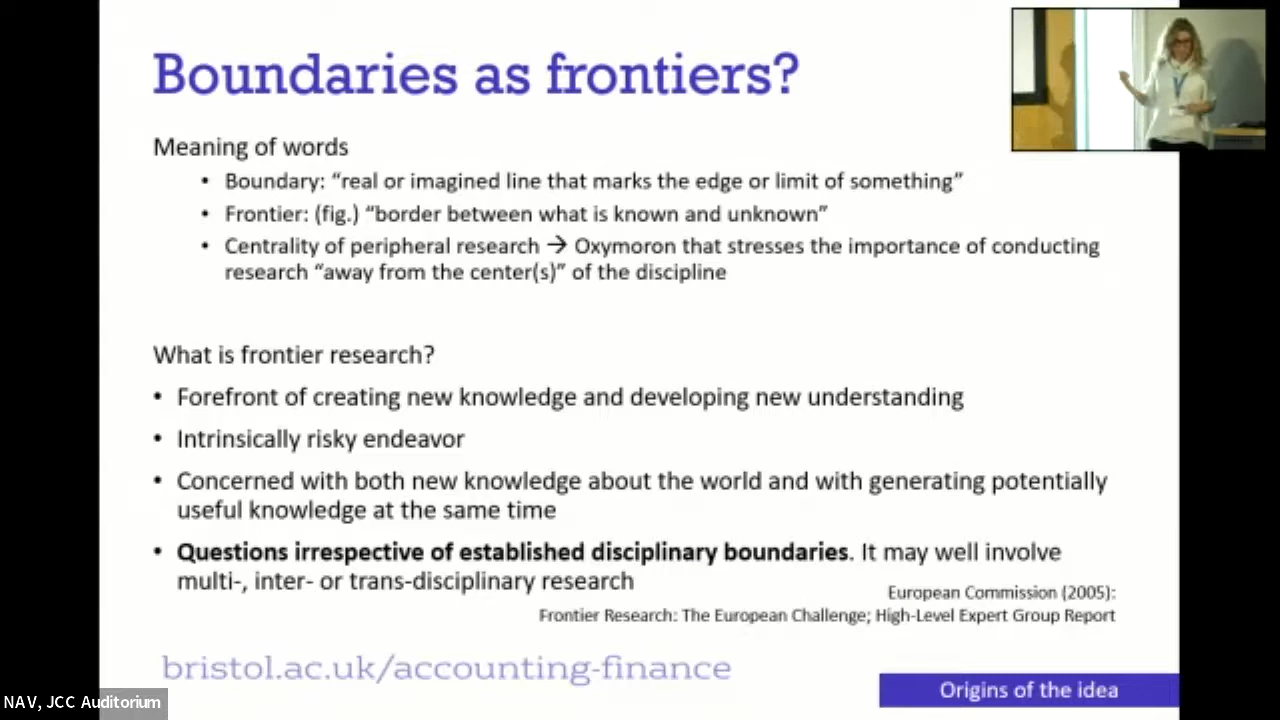 Boundaries as frontiers?
Meaning of words
• Boundary: “real or imagined line that marks the edge or limit of something”
• Frontier: (fig.) “border between what is known and unknown”
• Centrality of peripheral research → Oxymoron that stresses the importance of conducting
research “away from the center(s)” of the discipline
What is frontier research?
• Forefront of creating new knowledge and developing new understanding
• Intrinsically risky endeavor
• Concerned with both new knowledge about the world and with generating potentially
useful knowledge at the same time
• Questions irrespective of established disciplinary boundaries. It may well involve
multi-, inter- or trans-disciplinary research
European Commission (2005):
Frontier Research: The European Challenge; High-Level Expert Group Report
bristol.ac.uk/accounting-finance
Origins of the idea
NAV, JCC Auditorium